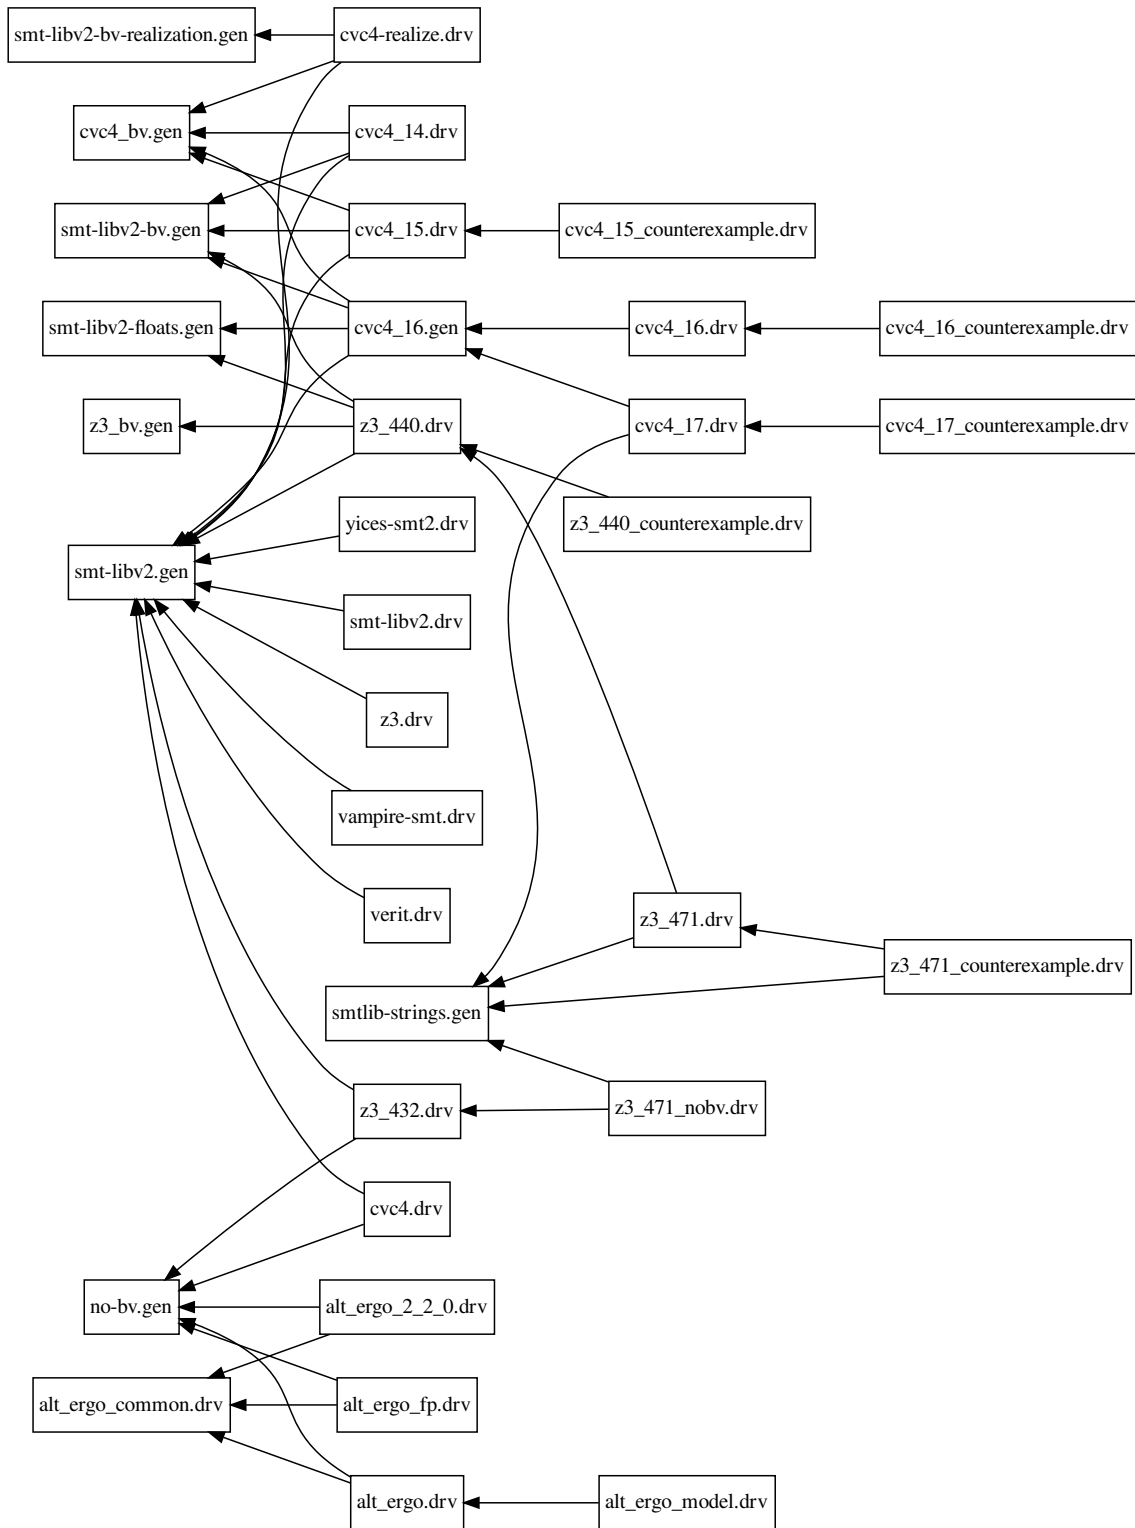 smt-libv2-bv-realization.gen
cvc4-realize.drv
cvc4_bv.gen
cvc4_14.drv
smt-libv2-bv.gen
cvc4_15.drv
cvc4_15_counterexample.drv
smt-libv2-floats.gen
cvc4_16.gen
cvc4_16.drv
cvc4_16_counterexample.drv
z3_bv.gen
z3_440.drv
cvc4_17.drv
cvc4_17_counterexample.drv
yices-smt2.drv
z3_440_counterexample.drv
smt-libv2.gen
smt-libv2.drv
z3.drv
vampire-smt.drv
verit.drv
z3_471.drv
z3_471_counterexample.drv
smtlib-strings.gen
z3_432.drv
z3_471_nobv.drv
cvc4.drv
no-bv.gen
alt_ergo_2_2_0.drv
alt_ergo_common.drv
alt_ergo_fp.drv
alt_ergo.drv
alt_ergo_model.drv